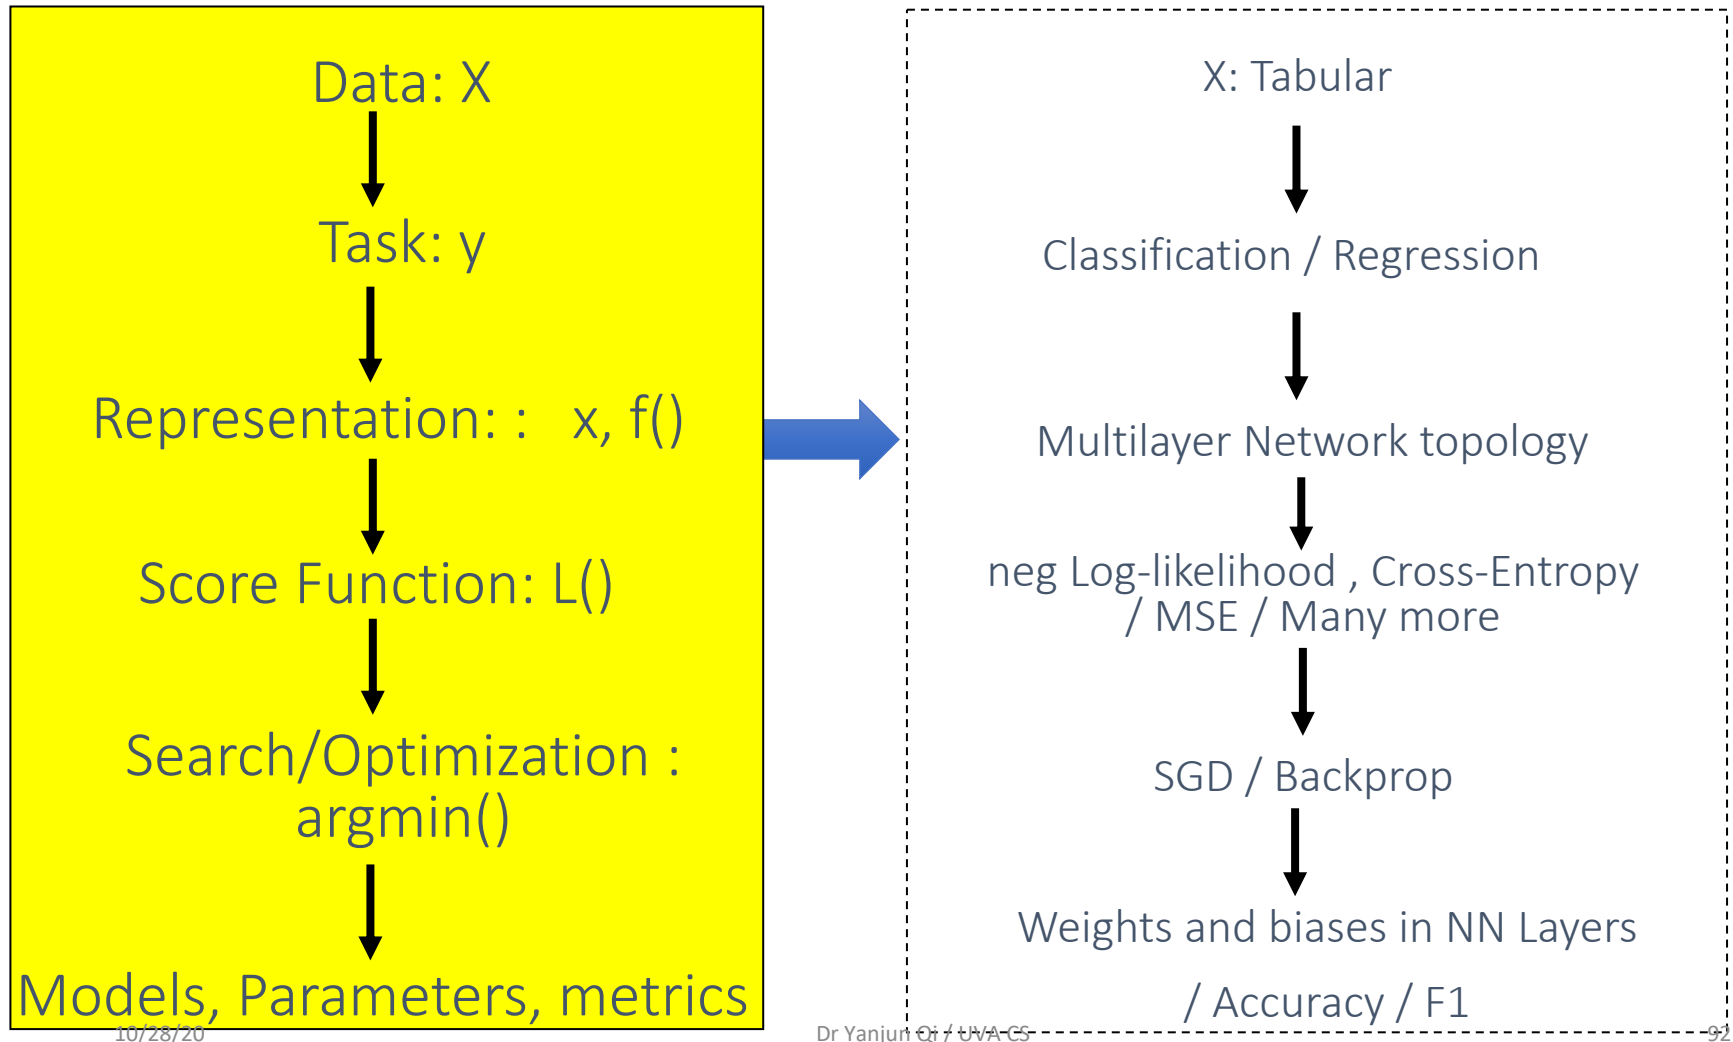 Data: X
Task: y
Representation: :   x, f()
Score Function: L()
Search/Optimization :
argmin()
Models, Parameters, metrics
X: Tabular
Classification / Regression
Multilayer Network topology
neg Log-likelihood , Cross-Entropy
/ MSE / Many more
SGD / Backprop
Weights and biases in NN Layers
/ Accuracy / F1
10/28/20
Dr Yanjun Qi / UVA CS
92